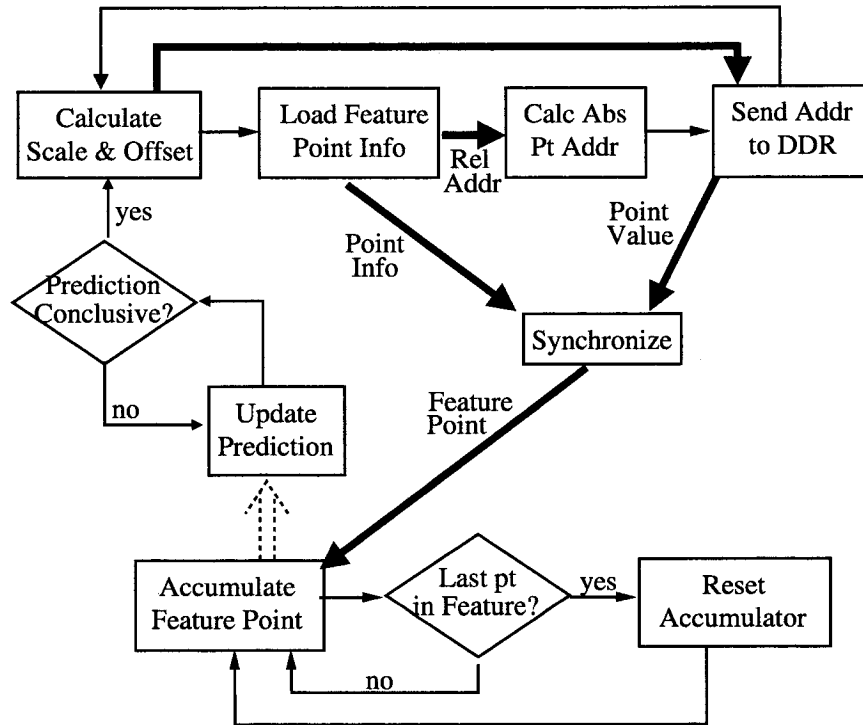 Calculate
Scale & Offset
Load Feature
Point Info
Rel
Addr
Calc Abs
Pt Addr
Send Addr
to DDR
yes
Point
Info
Point
Value
Prediction
Conclusive?
Synchronize
no
Update
Prediction
Feature
Point
Accumulate
Feature Point
Last pt
in Feature?
yes
Reset
Accumulator
no